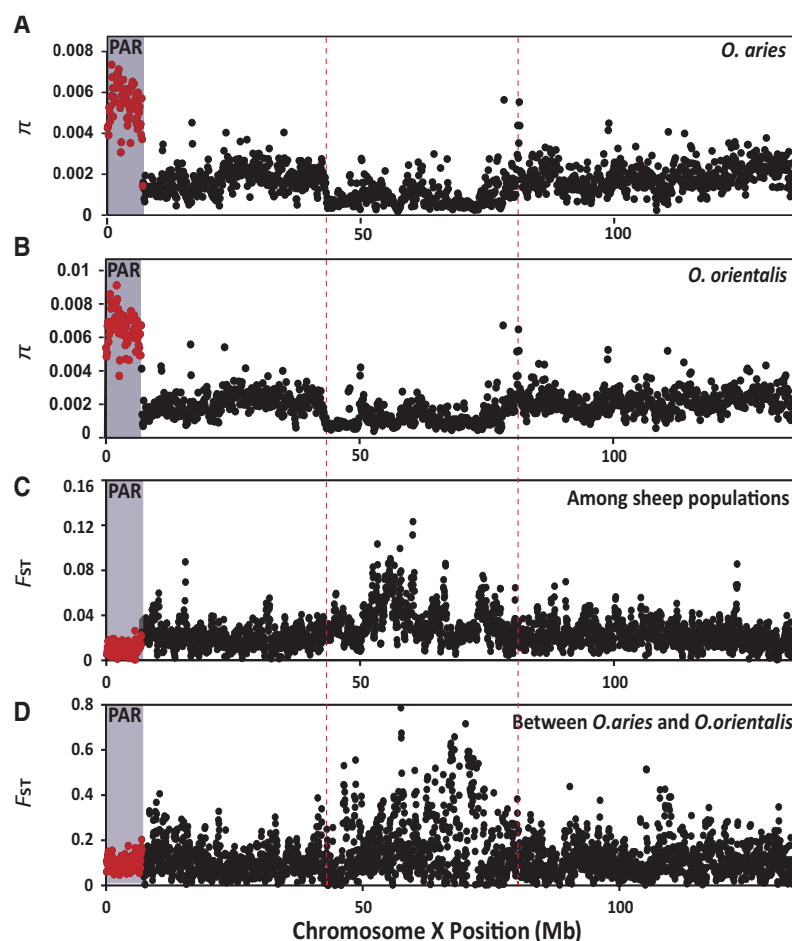 A
PAR
O. aries
0.008
0.006
0.004
0.002
0
π
0 50 100
B
PAR
O. orientalis
0.01
0.008
0.006
0.004
0.002
0
π
0 50 100
C
PAR
Among sheep populations
0.16
0.12
0.08
0.04
0
FST
0 50 100
D
PAR
Between O.aries and O.orientalis
0.8
0.6
0.4
0.2
0
FST
0 50 100
Chromosome X Position (Mb)